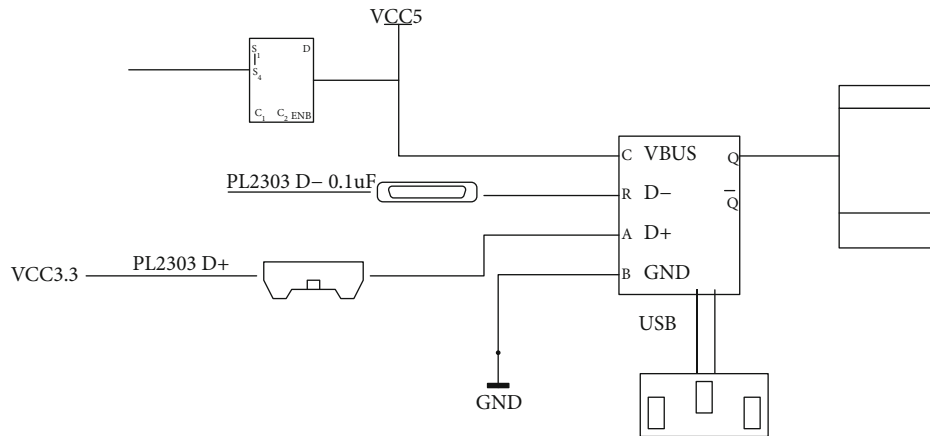 VCC5
S1 D
S4
C1 C2 ENB
C VBUS Q
PL2303 D− 0.1uF
R D− Q̅
A D+
PL2303 D+
VCC3.3
B GND
USB
GND